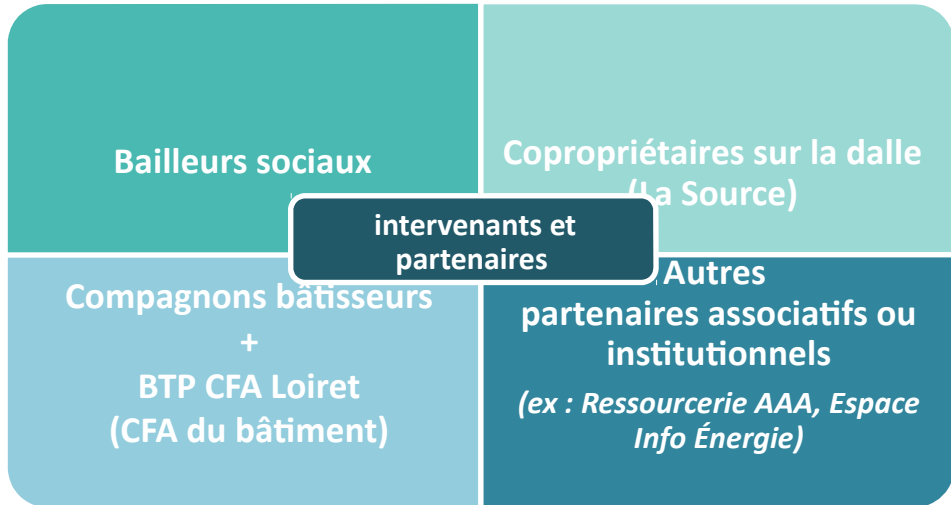 Bailleurs sociaux
Copropriétaires sur la dalle
(La Source)
intervenants et
partenaires
Compagnons bâtisseurs
+
BTP CFA Loiret
(CFA du bâtiment)
Autres
partenaires associatifs ou
institutionnels
(ex : Ressourcerie AAA, Espace
Info Énergie)